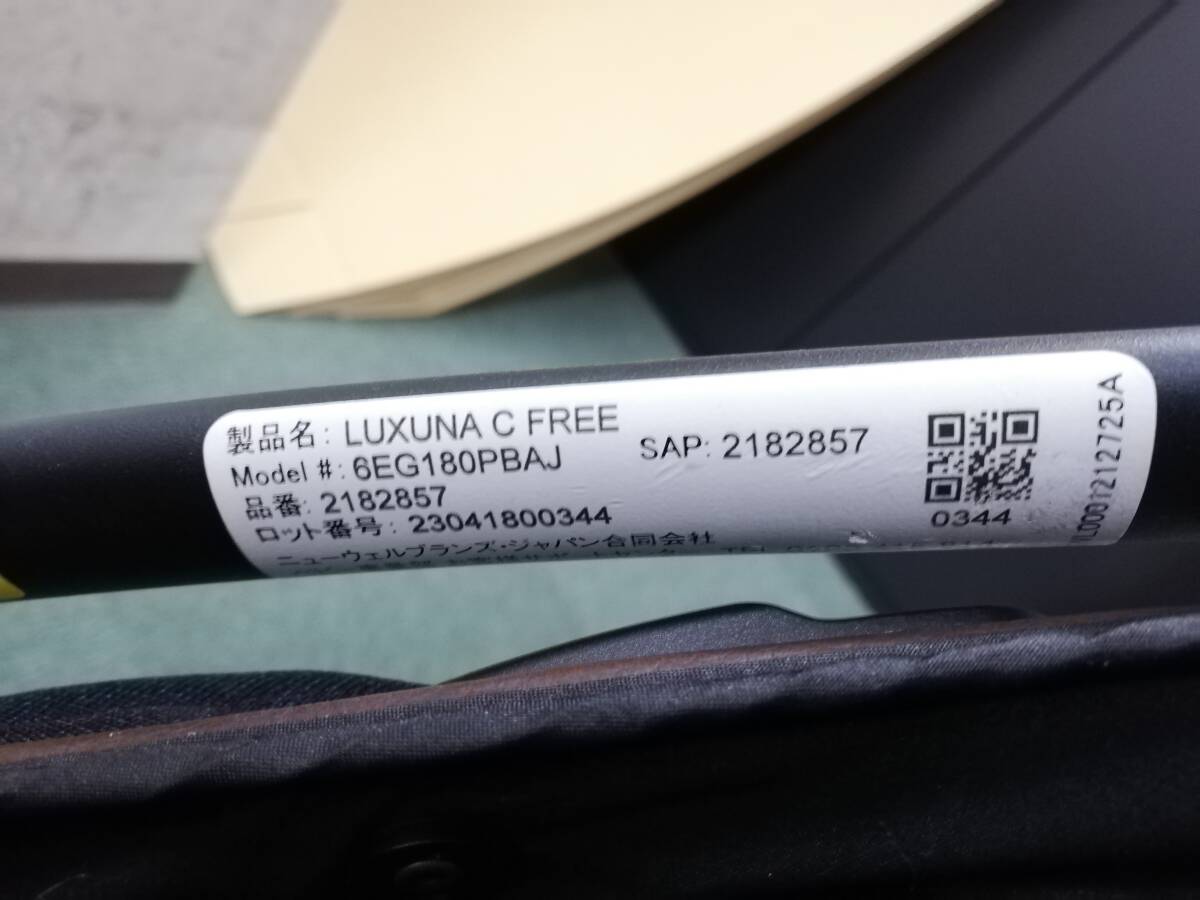 製品名: LUXUNA C FREE
Model #: 6EG180PBAJ
SAP: 2182857
品番: 2182857
ロット番号: 23041800344
ニューウェルブランズ・ジャパン合同会社
0344
L0001212725A